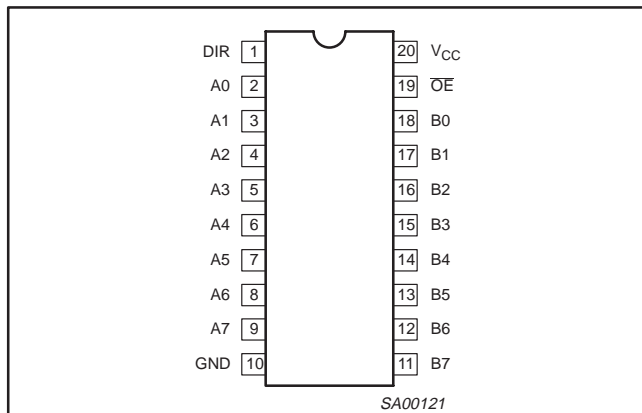 DIR 1 20 VCC
A0 2 19 O̅E̅
A1 3 18 B0
A2 4 17 B1
A3 5 16 B2
A4 6 15 B3
A5 7 14 B4
A6 8 13 B5
A7 9 12 B6
GND 10 11 B7
SA00121